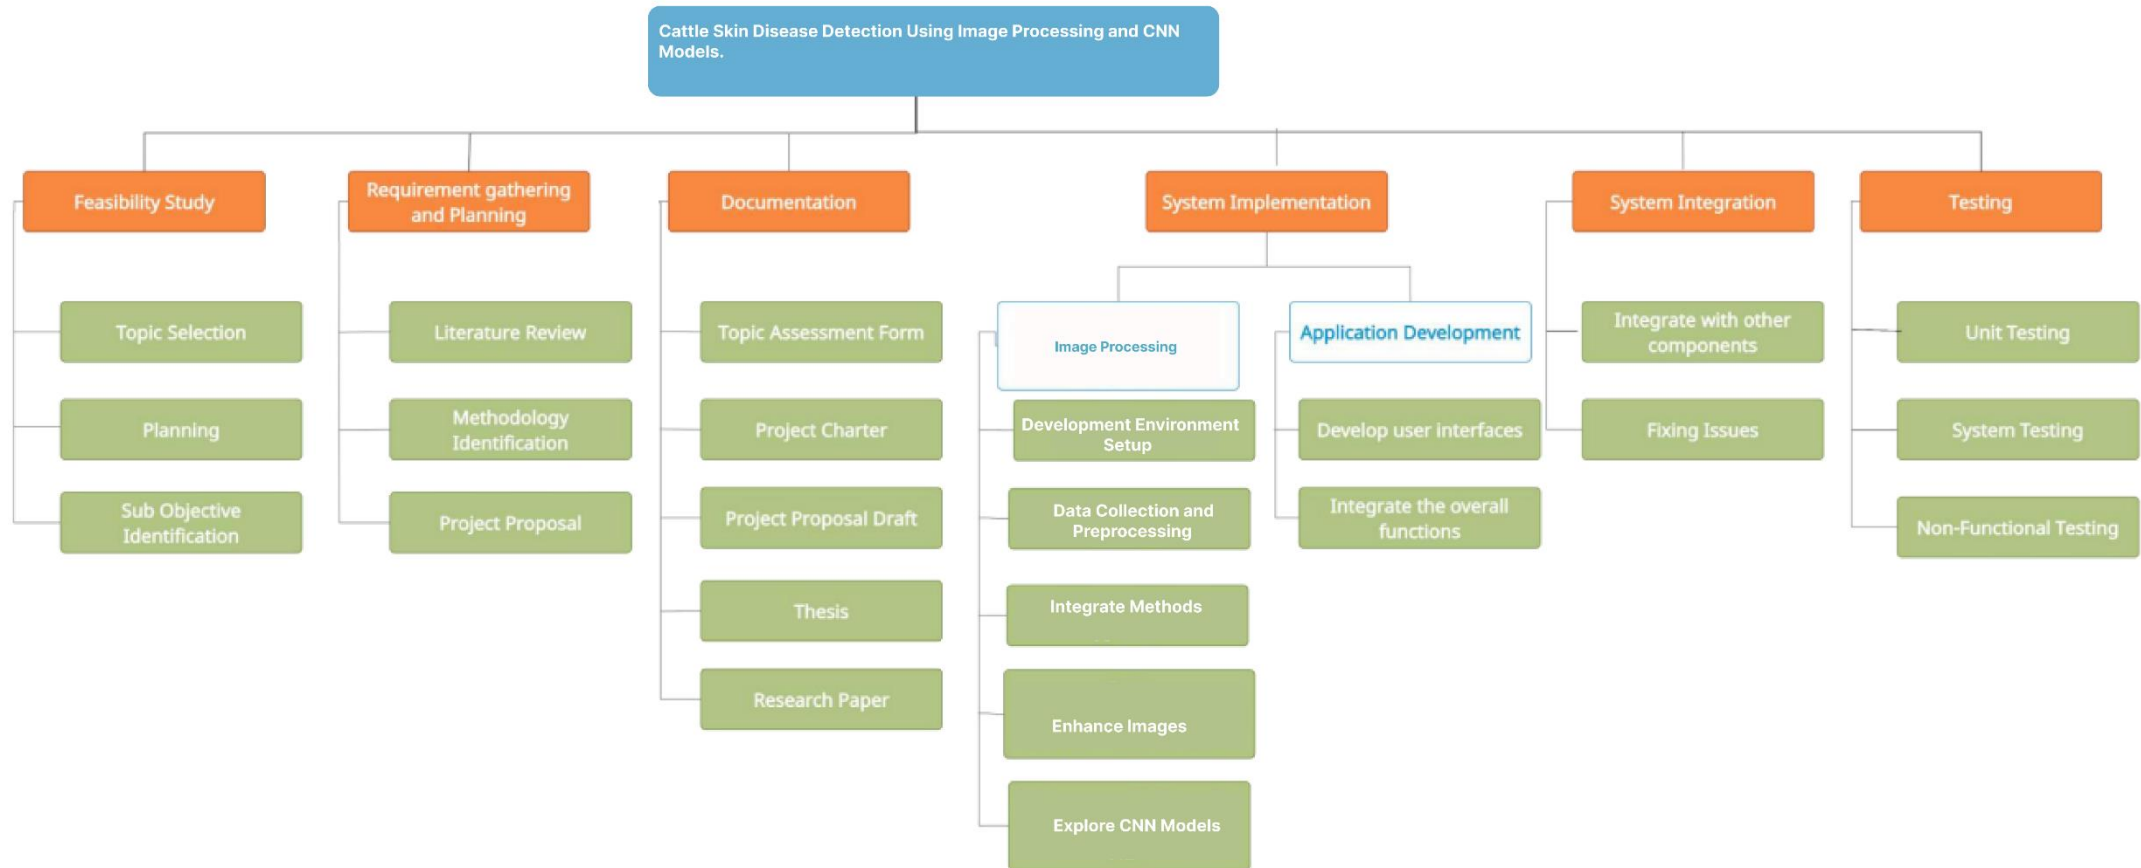 Cattle Skin Disease Detection Using Image Processing and CNN
Models.
Feasibility Study
Topic Selection
Planning
Sub Objective
Identification
Requirement gathering
and Planning
Literature Review
Methodology
Identification
Project Proposal
Documentation
Topic Assessment Form
Project Charter
Project Proposal Draft
Thesis
Research Paper
System Implementation
Image Processing
Development Environment
Setup
Data Collection and
Preprocessing
Integrate Methods
Enhance Images
Explore CNN Models
Application Development
Develop user interfaces
Integrate the overall
functions
System Integration
Integrate with other
components
Fixing Issues
Testing
Unit Testing
System Testing
Non-Functional Testing